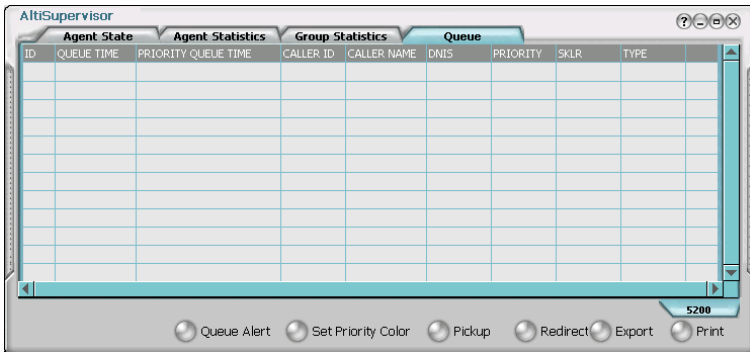 AltiSupervisor
Agent State Agent Statistics Group Statistics Queue
ID QUEUE TIME PRIORITY QUEUE TIME CALLER ID CALLER NAME DNIS PRIORITY SKLR TYPE
5200
Queue Alert Set Priority Color Pickup Redirect Export Print